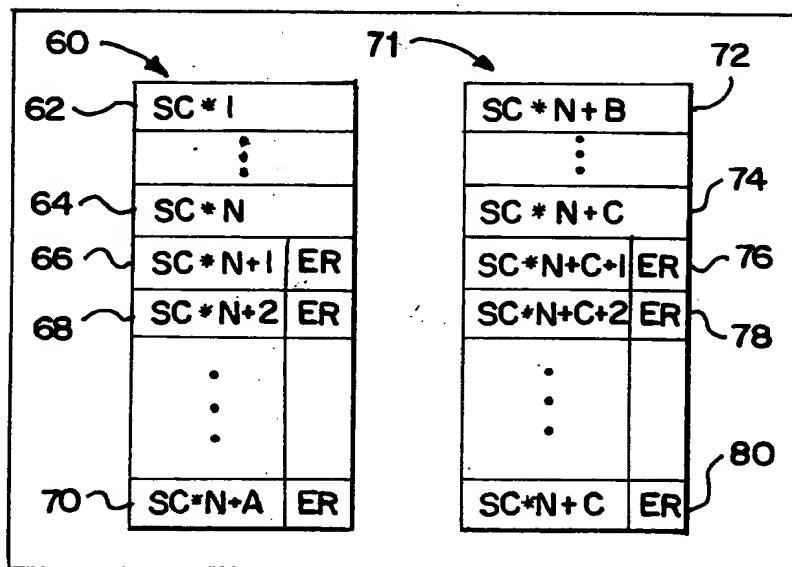 60
71
62
SC*1
SC*N+B
72
64
SC*N
SC*N+C
74
66
SC*N+1 ER
SC*N+C+1 ER
76
68
SC*N+2 ER
SC*N+C+2 ER
78
70
SC*N+A ER
SC*N+C ER
80